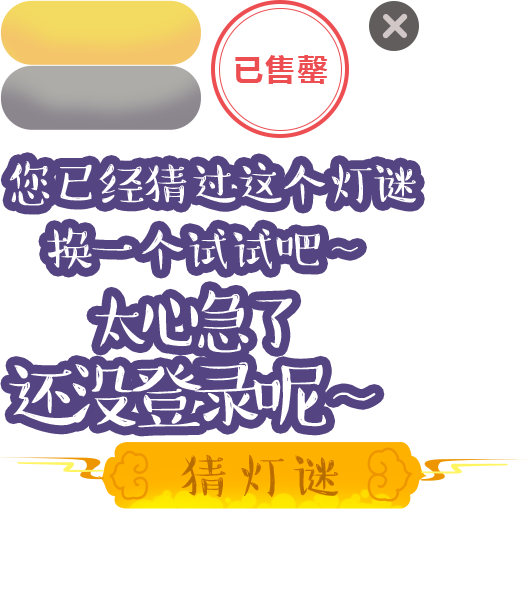 已售罄
您已经猜过这个灯谜
换一个试试吧~
太心急了
还没登录呢~
猜灯谜